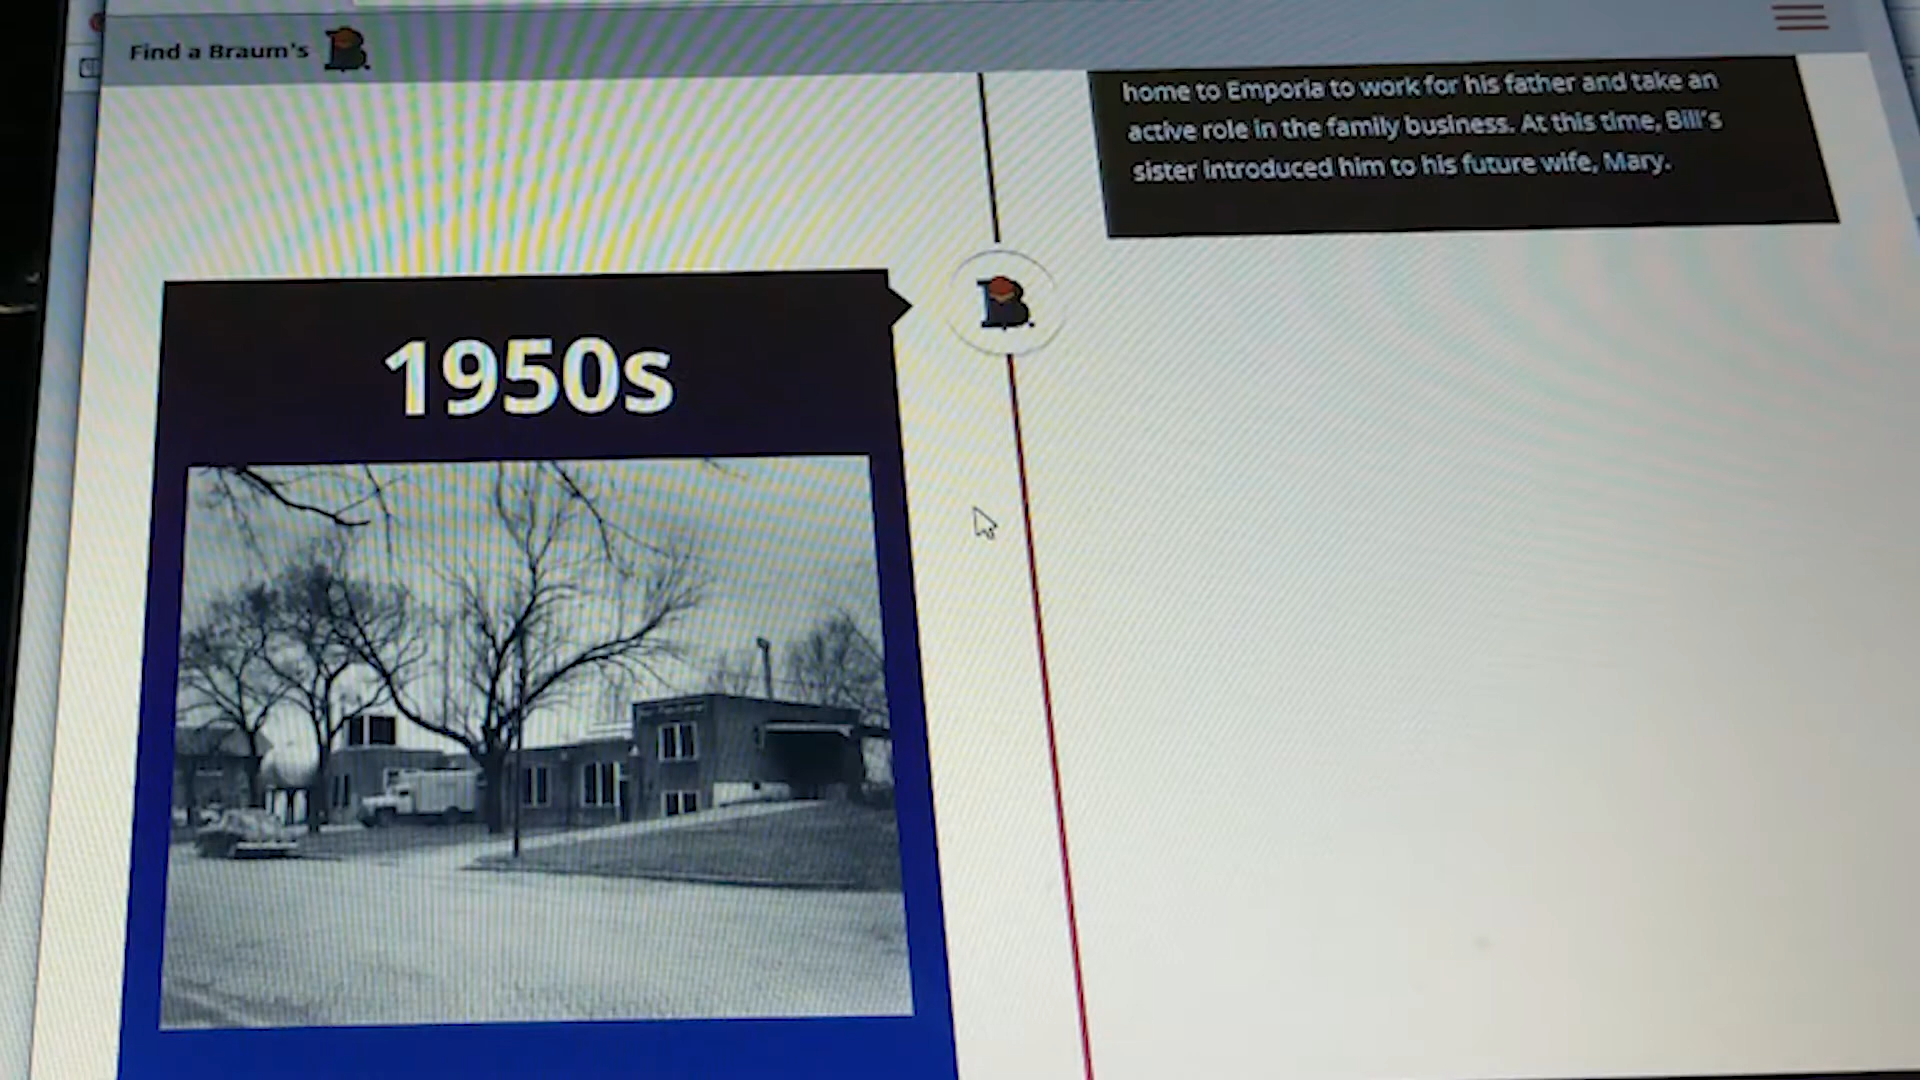 Find a Braum's B.
home to Emporia to work for his father and take an
active role in the family business. At this time, Bill's
sister introduced him to his future wife, Mary.
B.
1950s